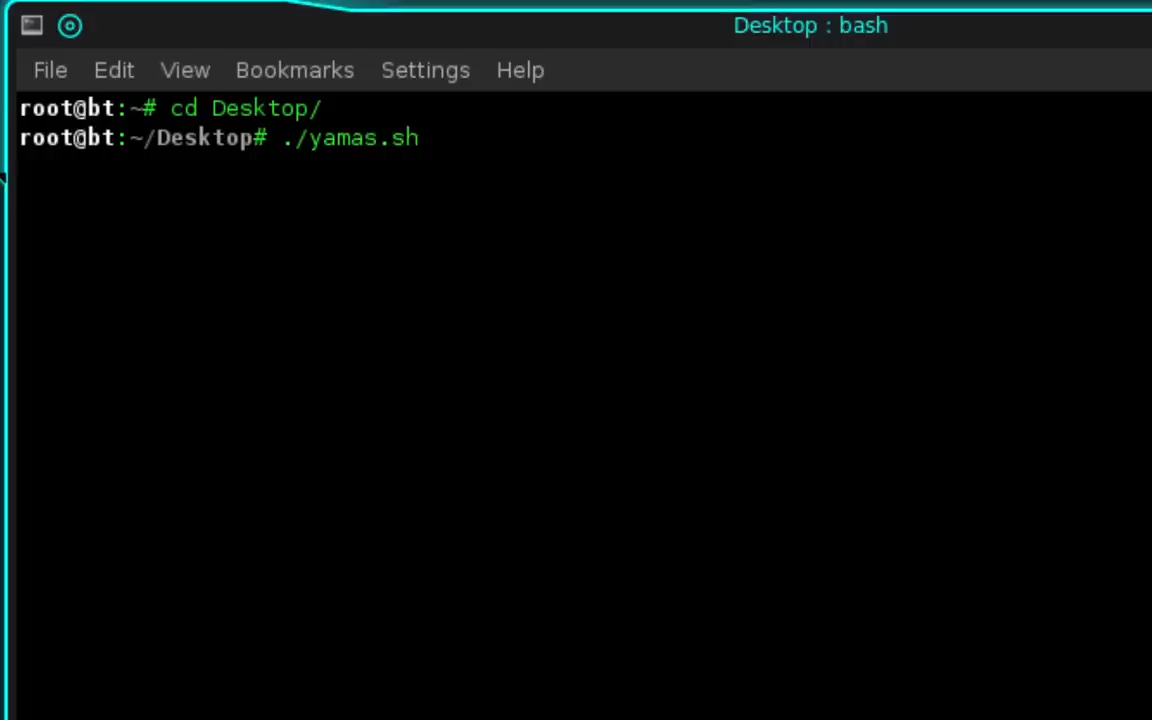 Desktop : bash
File Edit View Bookmarks Settings Help
root@bt:~# cd Desktop/
root@bt:~/Desktop# ./yamas.sh